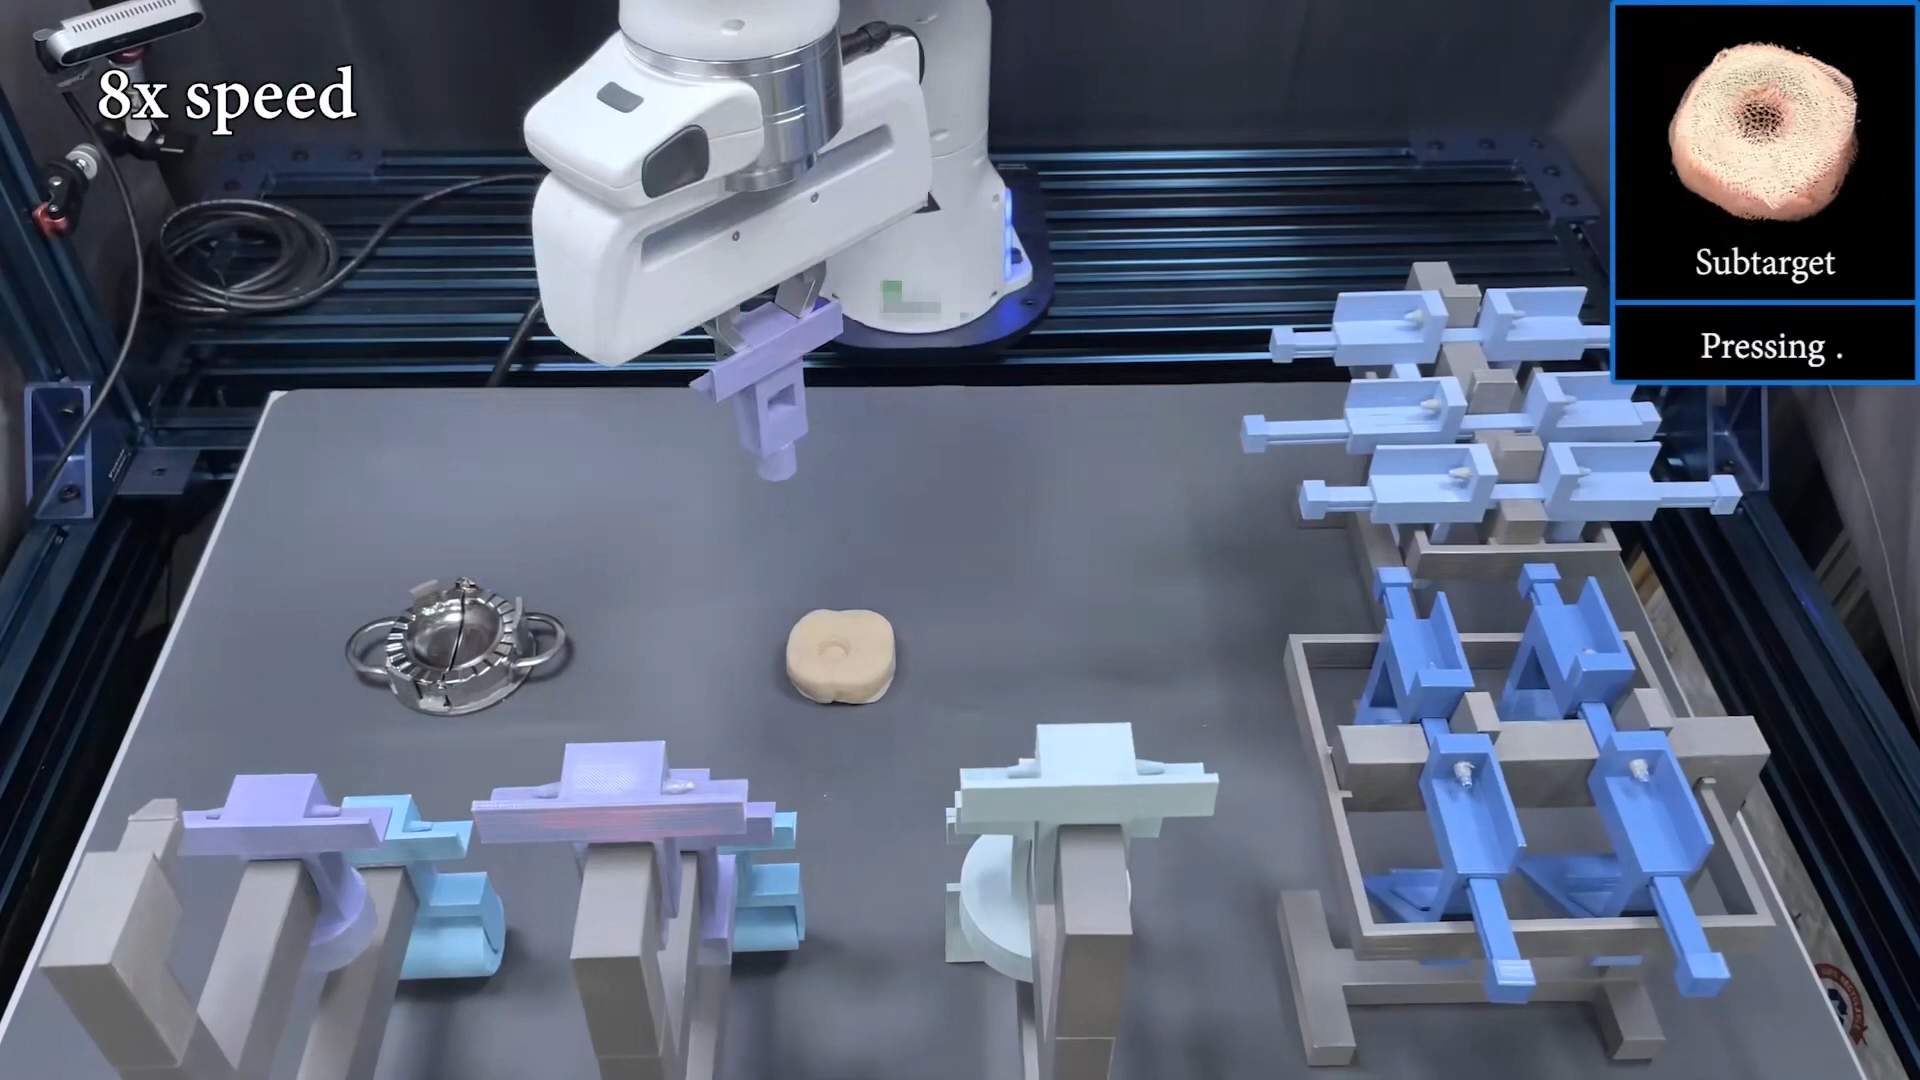 8x speed
Subtarget
Pressing .